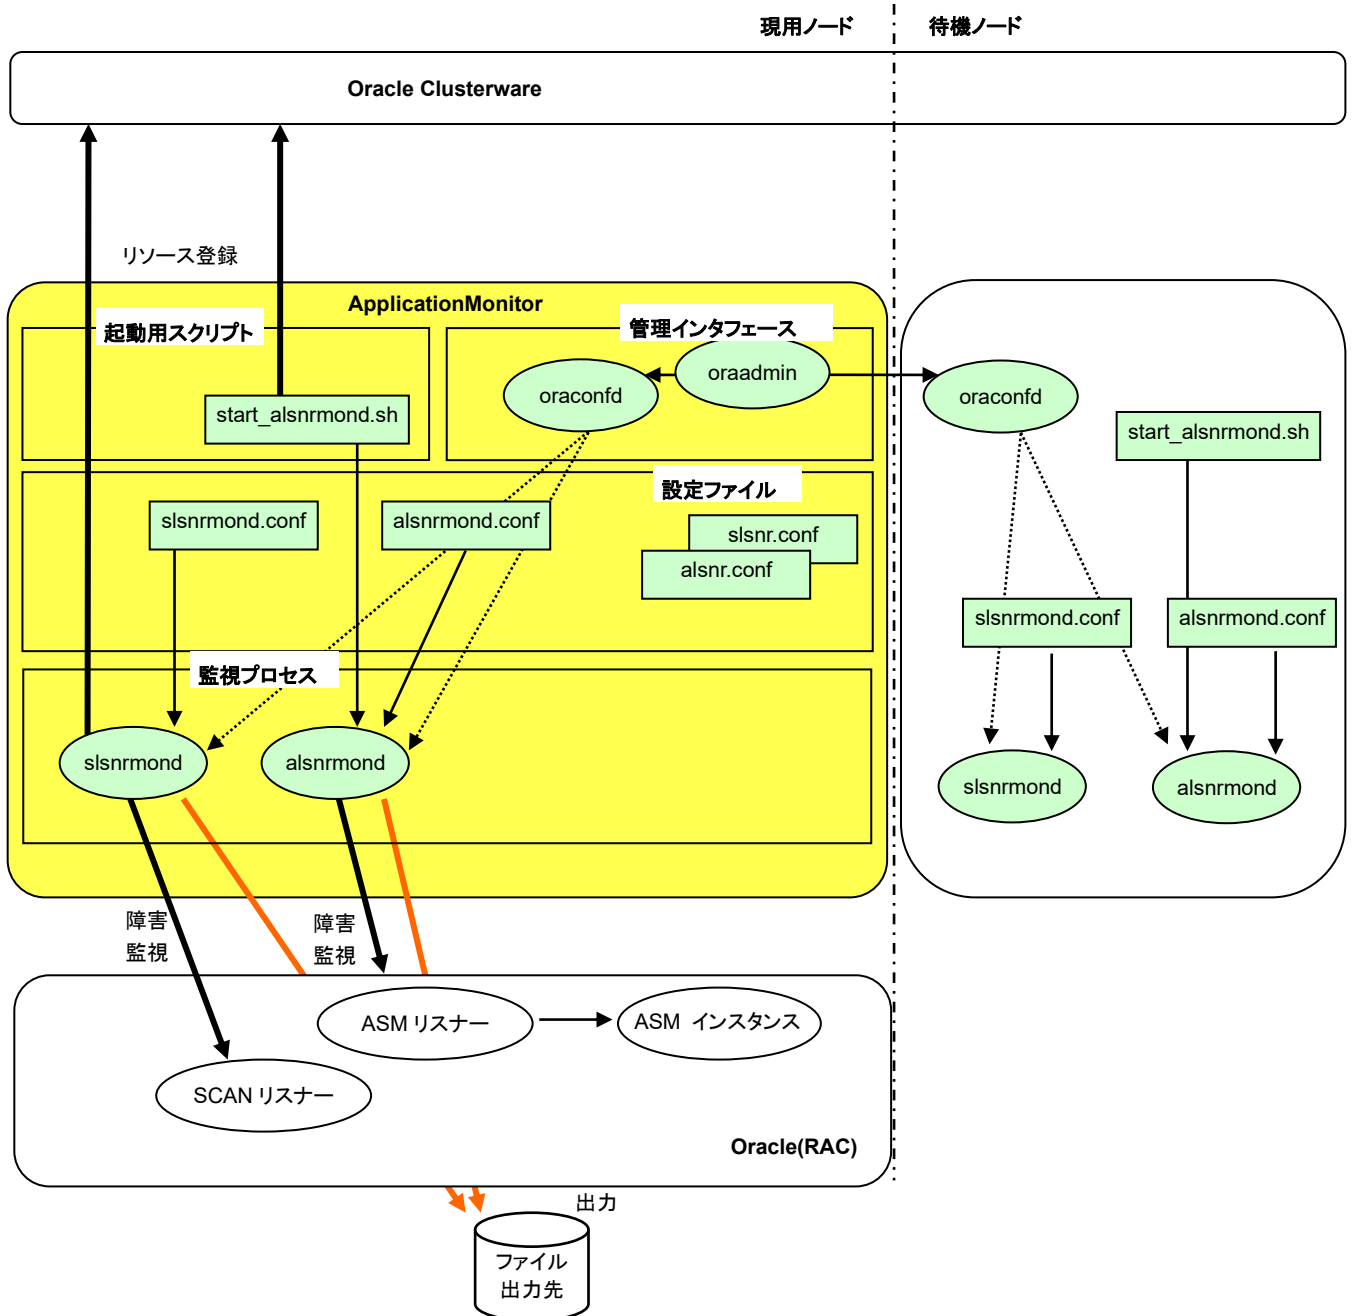 現用ノード
待機ノード
Oracle Clusterware
リソース登録
ApplicationMonitor
起動用スクリプト
管理インタフェース
oraadmin
oraconfd
start_alsnrmond.sh
設定ファイル
slsnrmond.conf
alsnrmond.conf
slsnr.conf
alsnr.conf
監視プロセス
slsnrmond
alsnrmond
oraconfd
start_alsnrmond.sh
slsnrmond.conf
alsnrmond.conf
slsnrmond
alsnrmond
障害
監視
障害
監視
ASM リスナー
ASM インスタンス
SCAN リスナー
Oracle(RAC)
出力
ファイル
出力先